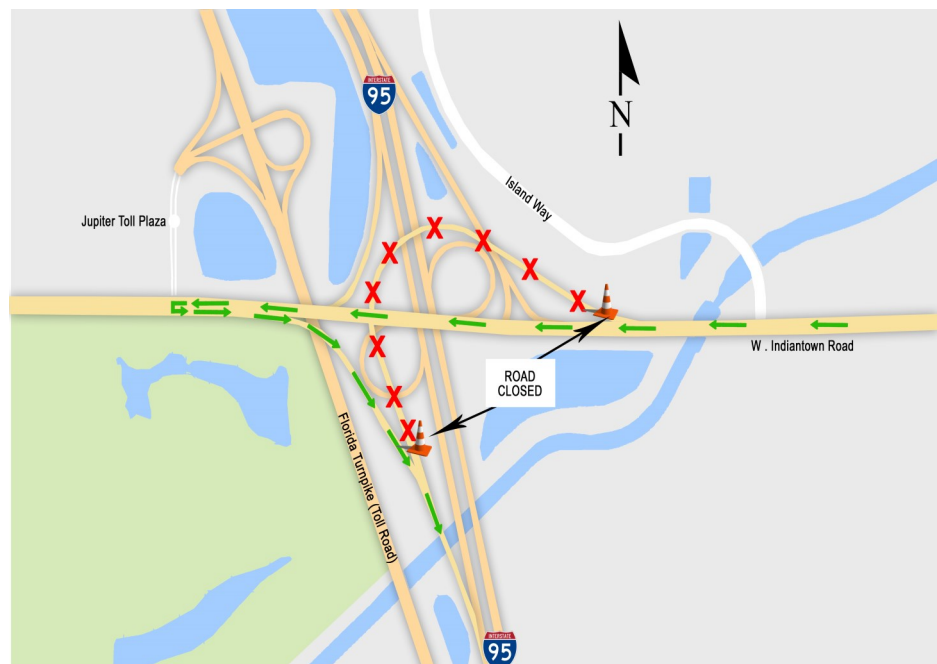 INTERSTATE
95
N
Island Way
Jupiter Toll Plaza
W . Indiantown Road
ROAD
CLOSED
Florida Turnpike (Toll Road)
INTERSTATE
95